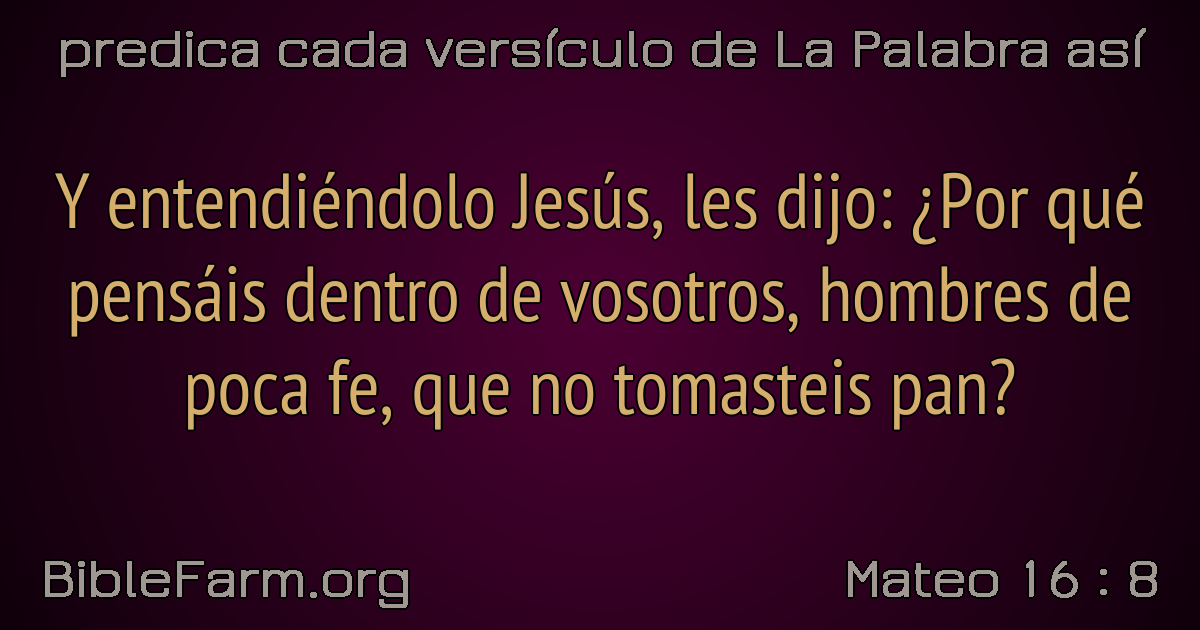 predica cada versículo de La Palabra así
Y entendiéndolo Jesús, les dijo: ¿Por qué
pensáis dentro de vosotros, hombres de
poca fe, que no tomasteis pan?
BibleFarm.org
Mateo 16 : 8